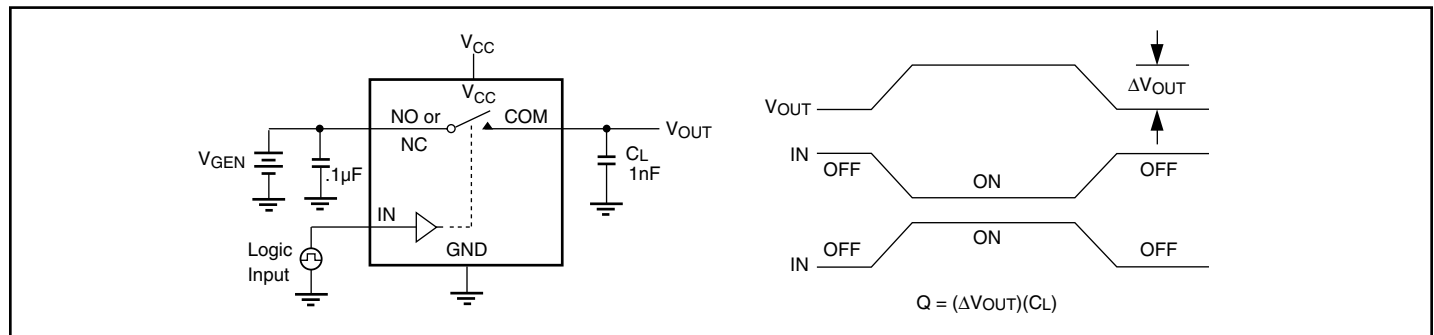 VCC
VCC
NO or
NC
COM
VOUT
VGEN
.1µF
CL
1nF
IN
Logic
Input
GND
VOUT
ΔVOUT
IN
OFF
ON
OFF
IN
OFF
ON
OFF
Q = (ΔVOUT)(CL)